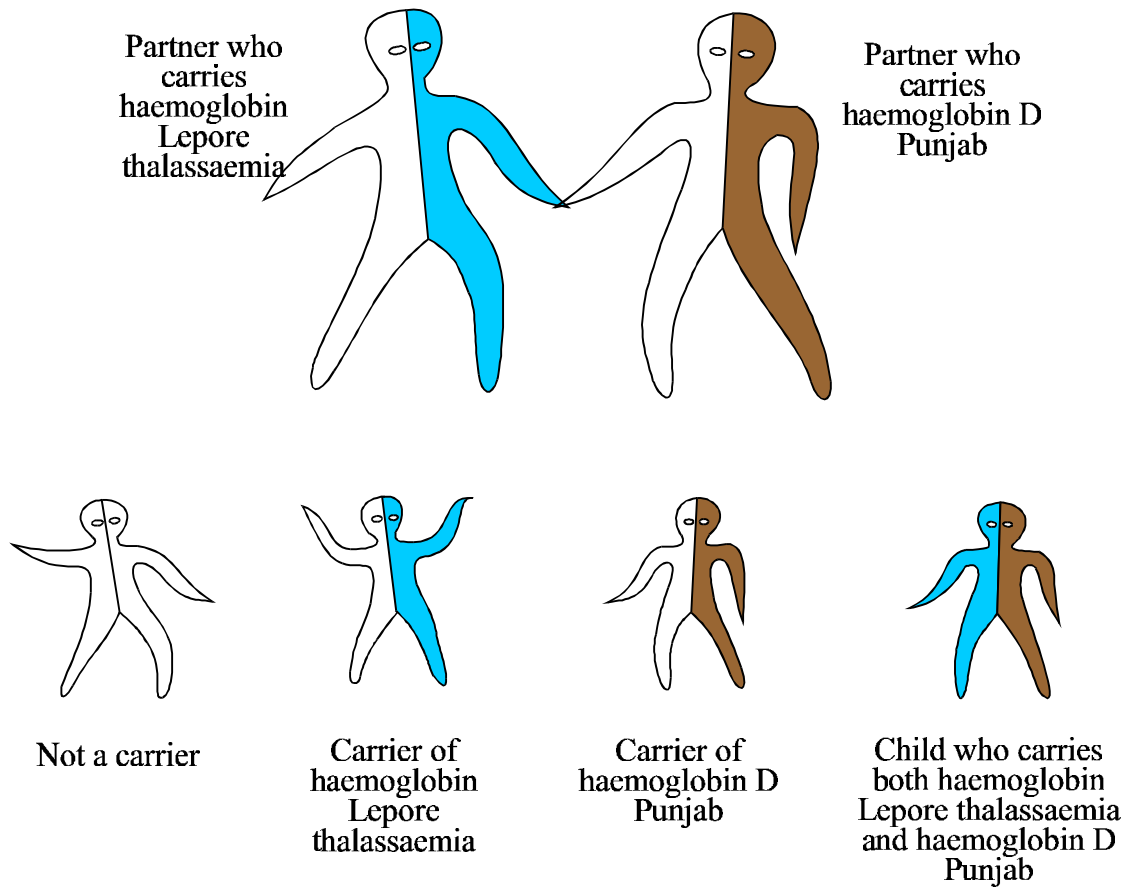 Partner who
carries
haemoglobin
Lepore
thalassaemia
Partner who
carries
haemoglobin D
Punjab
Not a carrier
Carrier of
haemoglobin
Lepore
thalassaemia
Carrier of
haemoglobin D
Punjab
Child who carries
both haemoglobin
Lepore thalassaemia
and haemoglobin D
Punjab